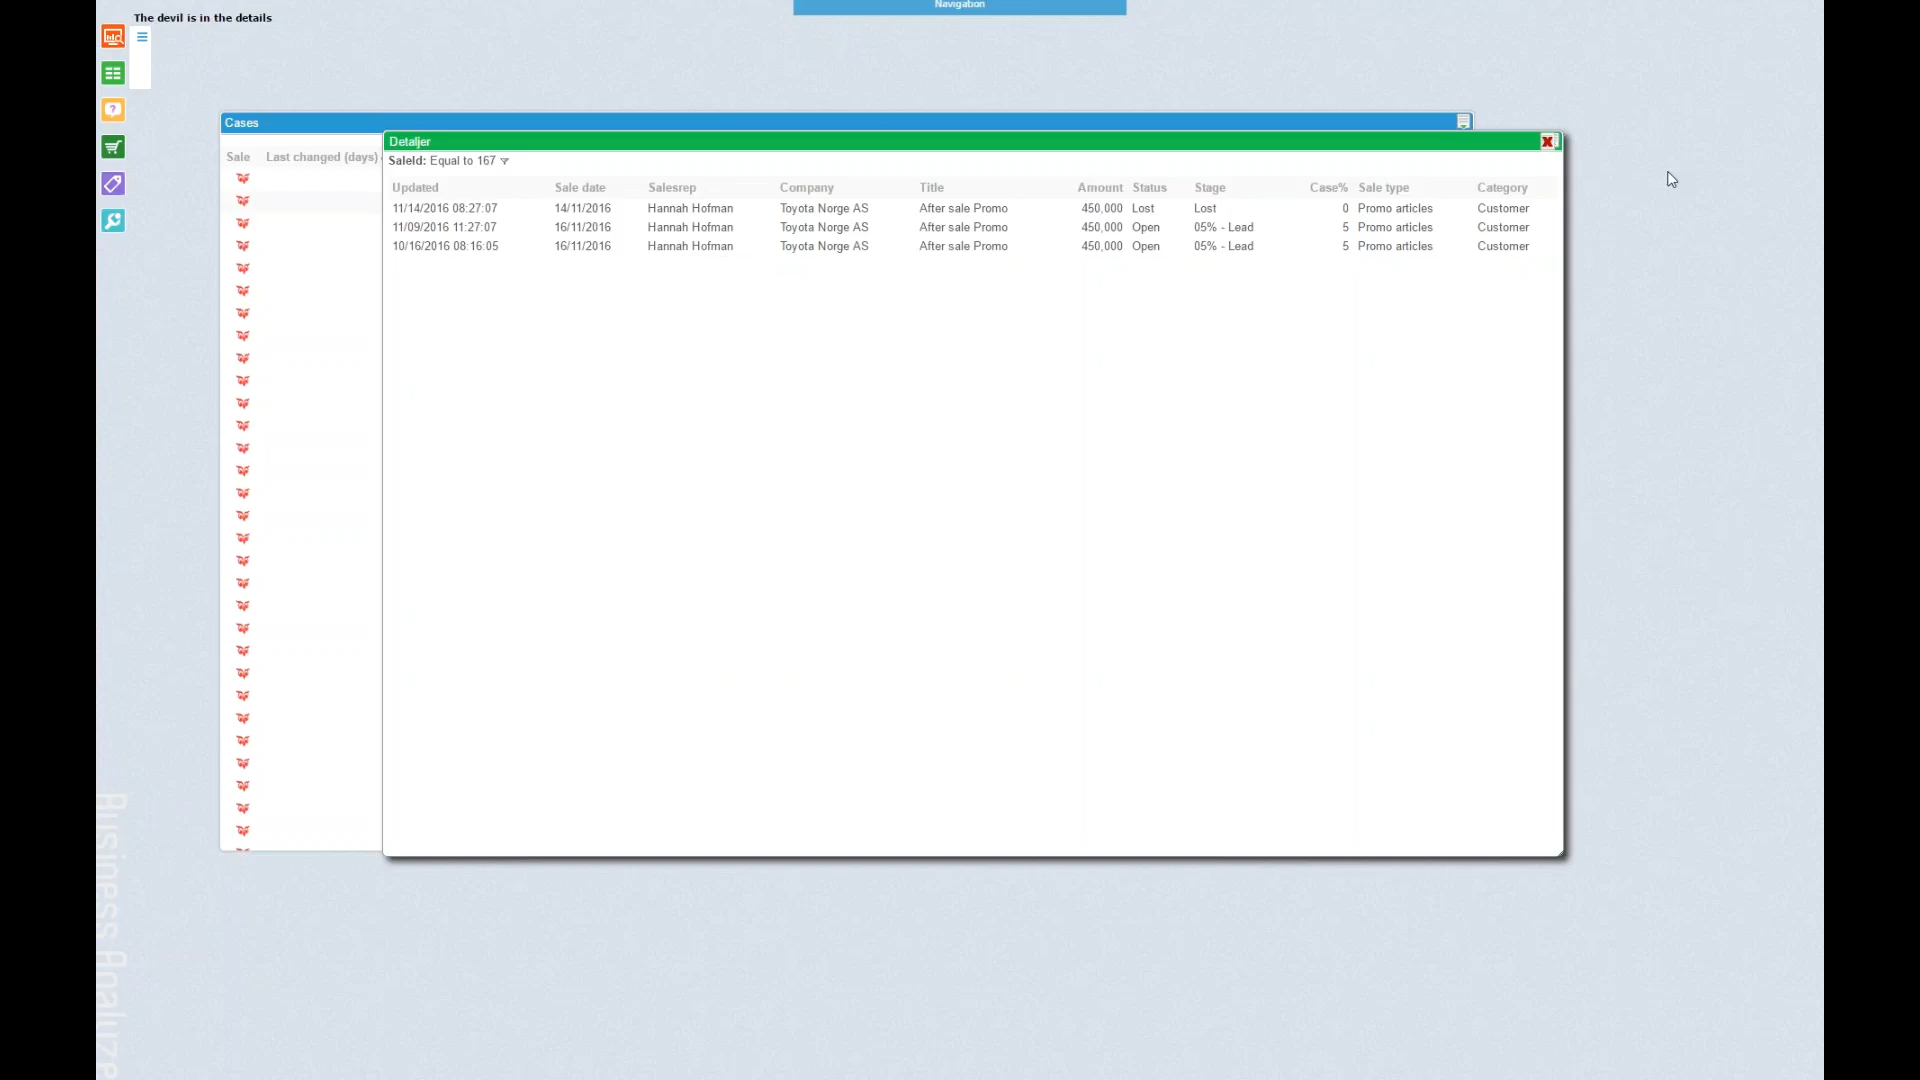 The devil is in the details
Navigation
Cases
Detaljer
SaleId: Equal to 167
Sale Last changed (days)
Updated Sale date Salesrep Company Title Amount Status Stage Case% Sale type Category
11/14/2016 08:27:07 14/11/2016 Hannah Hofman Toyota Norge AS After sale Promo 450,000 Lost Lost 0 Promo articles Customer
11/09/2016 11:27:07 16/11/2016 Hannah Hofman Toyota Norge AS After sale Promo 450,000 Open 05% - Lead 5 Promo articles Customer
10/16/2016 08:16:05 16/11/2016 Hannah Hofman Toyota Norge AS After sale Promo 450,000 Open 05% - Lead 5 Promo articles Customer
Business Analyze